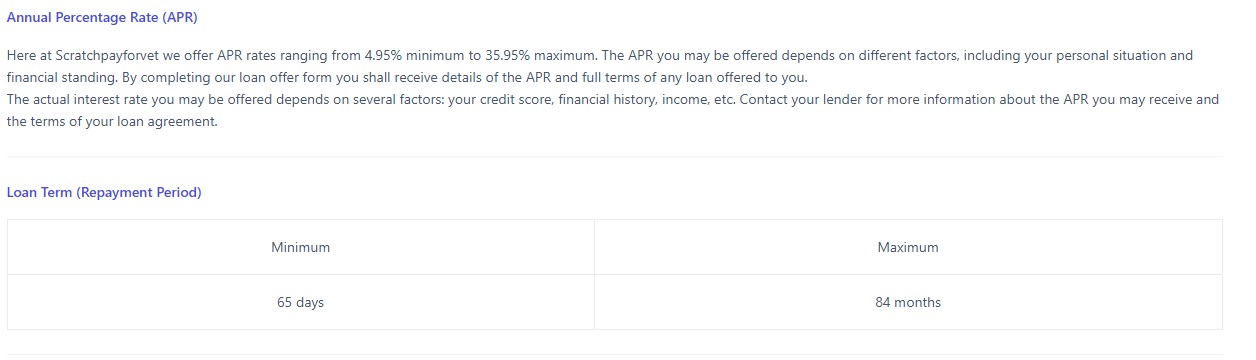 Annual Percentage Rate (APR)
Here at Scratchpayforvet we offer APR rates ranging from 4.95% minimum to 35.95% maximum. The APR you may be offered depends on different factors, including your personal situation and
financial standing. By completing our loan offer form you shall receive details of the APR and full terms of any loan offered to you.
The actual interest rate you may be offered depends on several factors: your credit score, financial history, income, etc. Contact your lender for more information about the APR you may receive and
the terms of your loan agreement.
Loan Term (Repayment Period)
Minimum Maximum
65 days 84 months